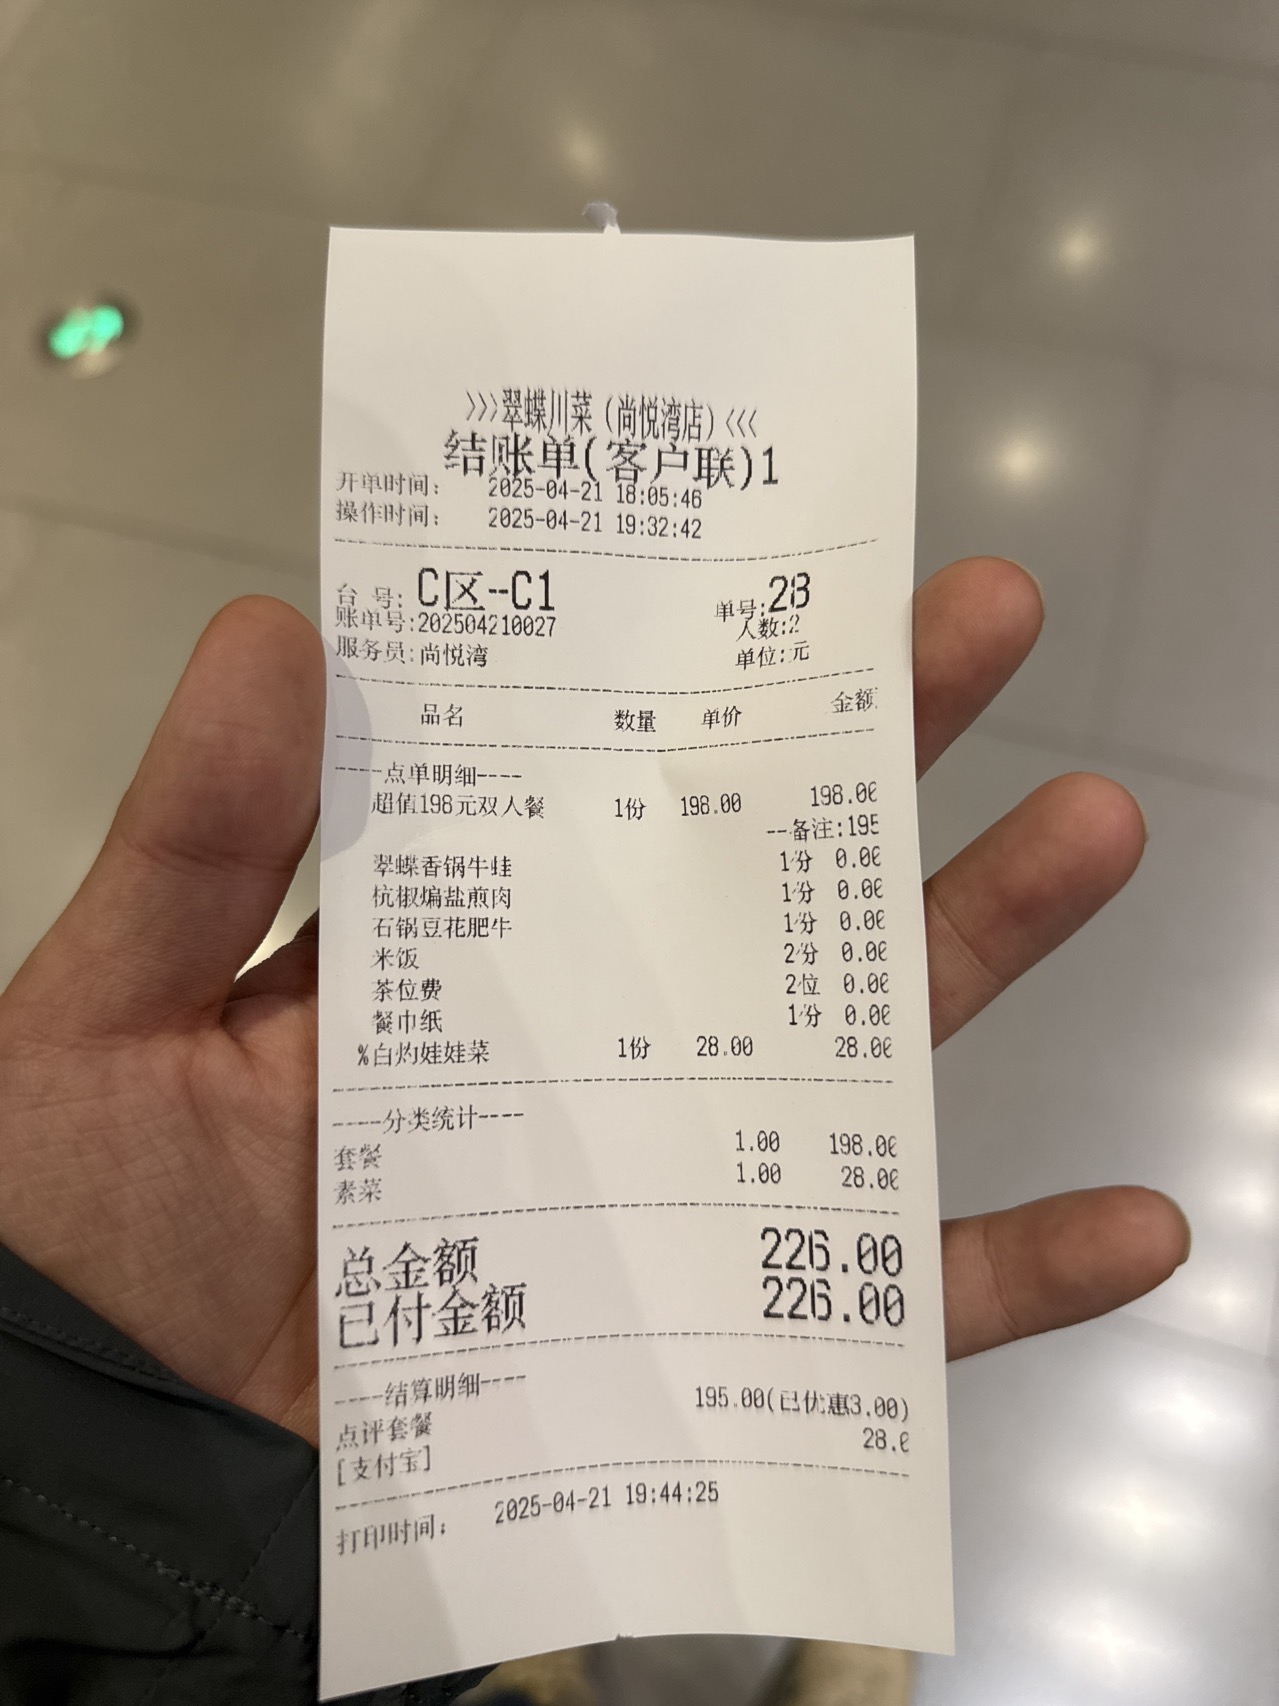 >>>翠蝶川菜(尚悦湾店)<<<
结账单(客户联)1
开单时间: 2025-04-21 18:05:46
操作时间: 2025-04-21 19:32:42
台 号: C区--C1 单号:28
账单号:202504210027 人数:2
服务员:尚悦湾 单位:元
品名 数量 单价 金额
----点单明细----
超值198元双人餐 1份 198.00 198.00
--备注:195
翠蝶香锅牛蛙 1份 0.00
杭椒煸盐煎肉 1份 0.00
石锅豆花肥牛 1份 0.00
米饭 2份 0.00
茶位费 2位 0.00
餐巾纸 1份 0.00
%白灼娃娃菜 1份 28.00 28.00
----分类统计----
套餐 1.00 198.00
素菜 1.00 28.00
总金额 226.00
已付金额 226.00
----结算明细----
点评套餐 195.00(已优惠3.00)
[支付宝] 28.0
打印时间: 2025-04-21 19:44:25